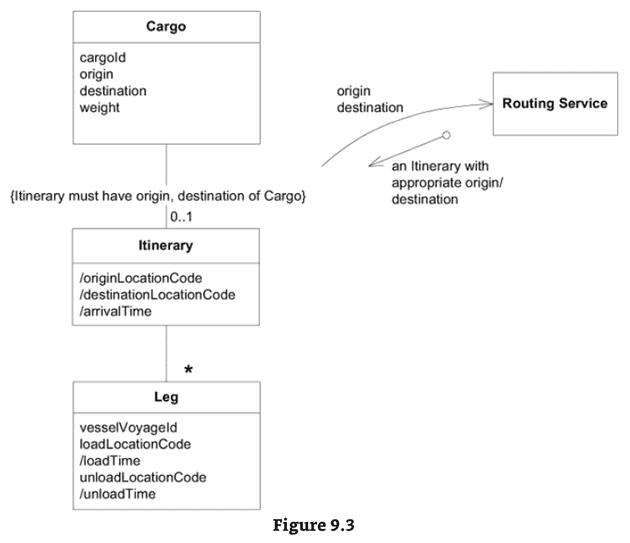 Cargo
cargoId
origin
destination
weight
origin
destination
Routing Service
an Itinerary with
appropriate origin/
destination
{Itinerary must have origin, destination of Cargo}
0..1
Itinerary
/originLocationCode
/destinationLocationCode
/arrivalTime
*
Leg
vesselVoyageId
loadLocationCode
/loadTime
unloadLocationCode
/unloadTime
Figure 9.3